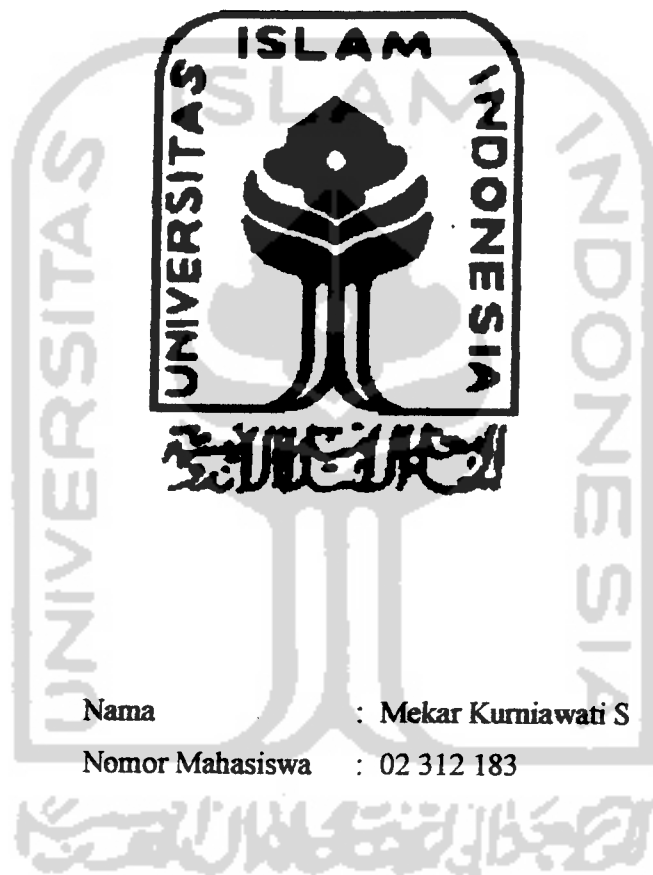 UNIVERSITAS ISLAM INDONESIA
Nama : Mekar Kurniawati S
Nomor Mahasiswa : 02 312 183